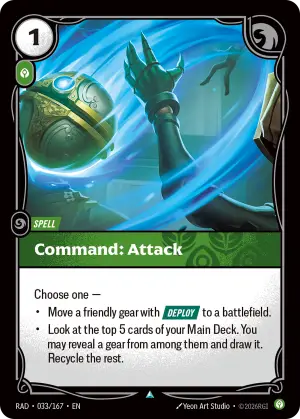 1
SPELL
Command: Attack
Choose one —
• Move a friendly gear with DEPLOY to a battlefield.
• Look at the top 5 cards of your Main Deck. You
may reveal a gear from among them and draw it.
Recycle the rest.
RAD • 033/167 • EN
Yeon Art Studio • ©2026RGI